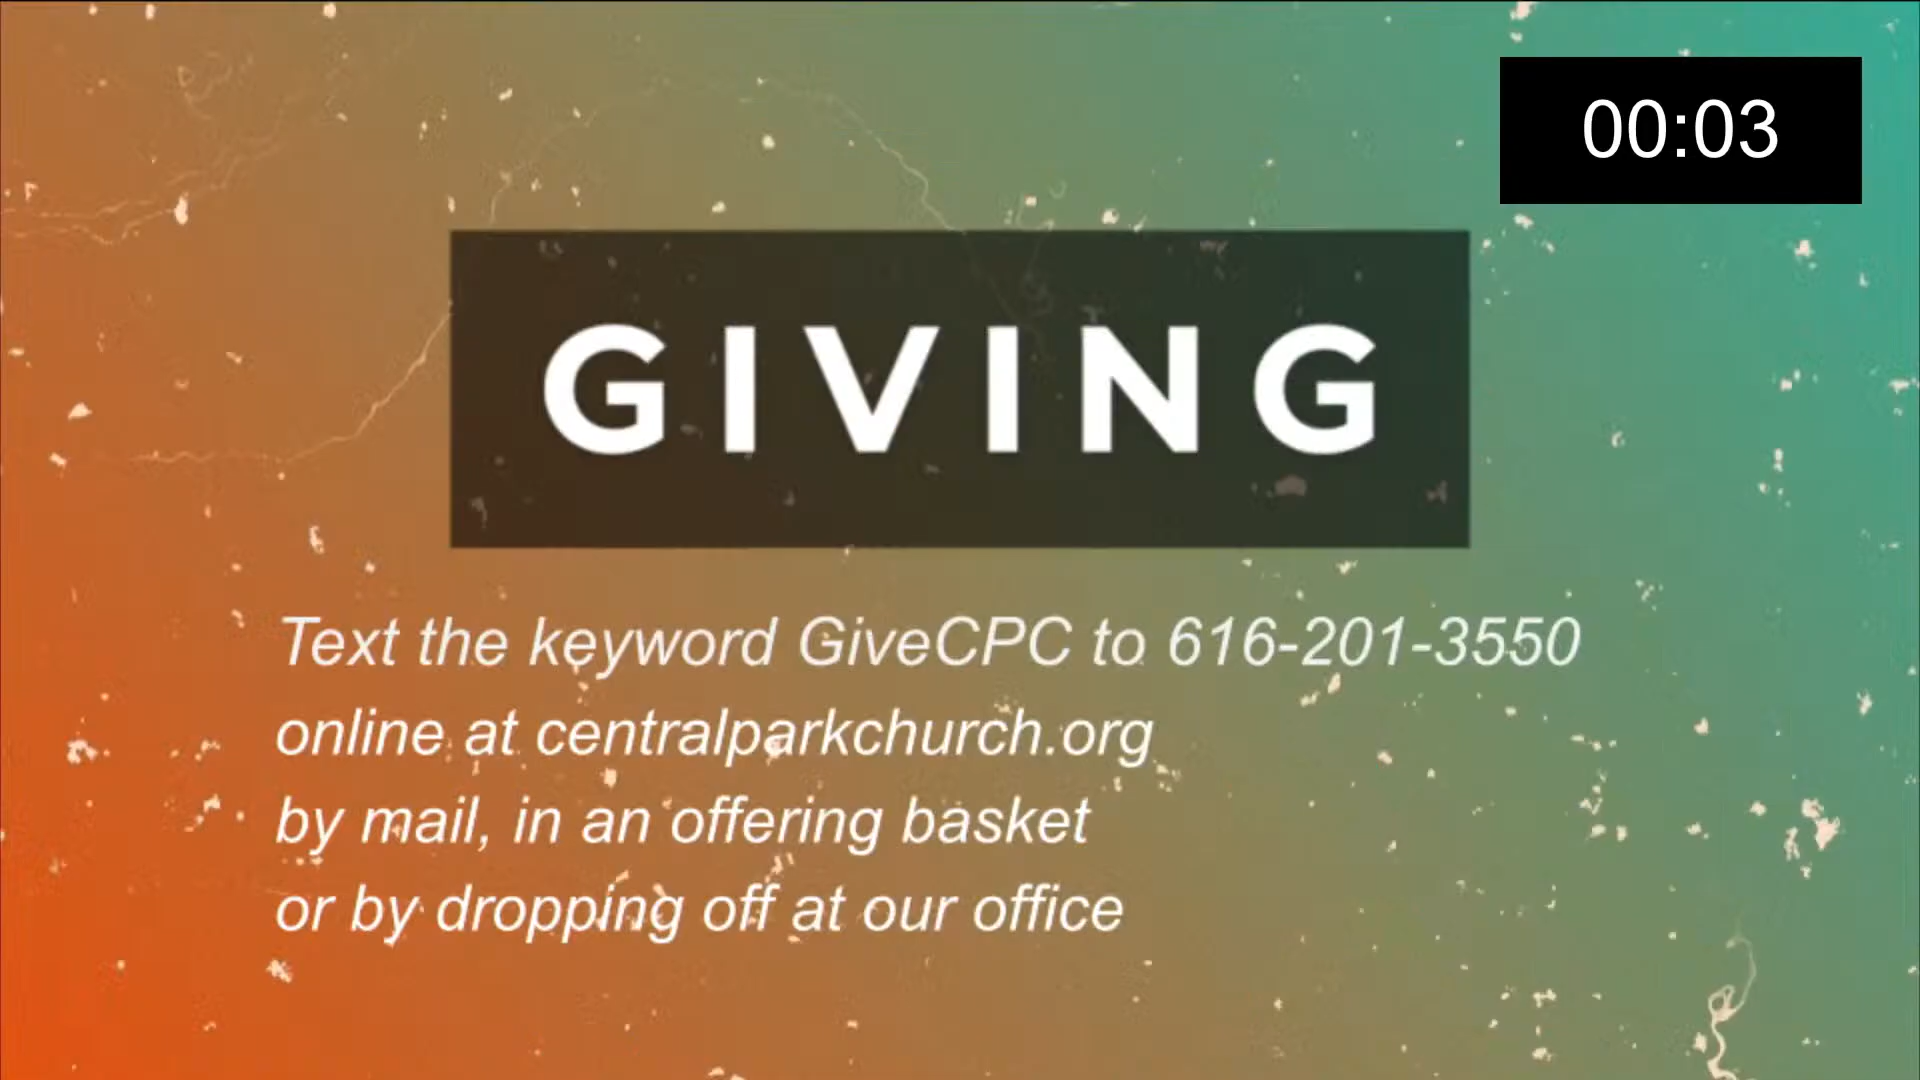 00:03
GIVING
Text the keyword GiveCPC to 616-201-3550
online at centralparkchurch.org
by mail, in an offering basket
or by dropping off at our office